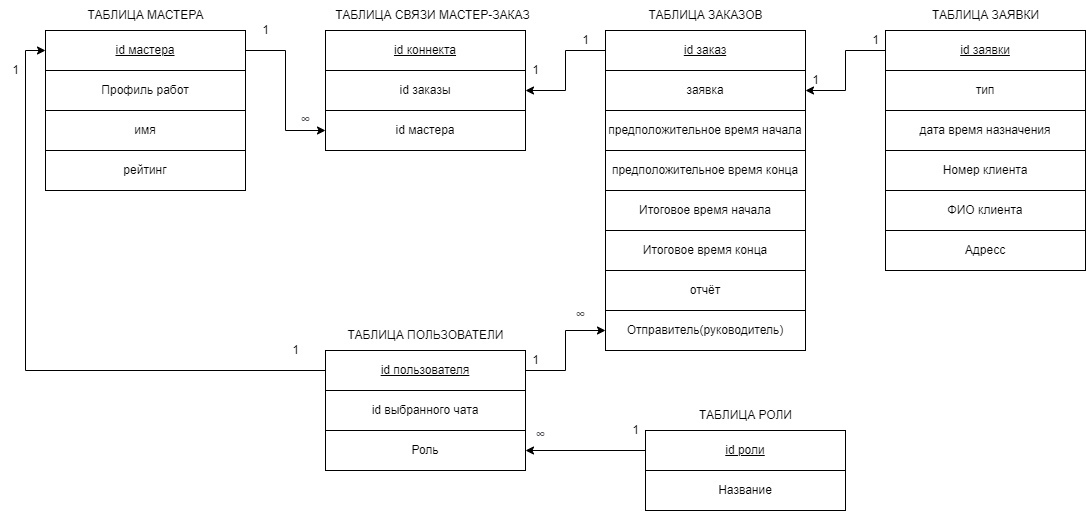 ТАБЛИЦА МАСТЕРА
id мастера
Профиль работ
имя
рейтинг
1
1
∞
ТАБЛИЦА СВЯЗИ МАСТЕР-ЗАКАЗ
id коннекта
id заказы
id мастера
1
1
ТАБЛИЦА ЗАКАЗОВ
id заказ
заявка
предположительное время начала
предположительное время конца
Итоговое время начала
Итоговое время конца
отчёт
Отправитель(руководитель)
1
1
ТАБЛИЦА ЗАЯВКИ
id заявки
тип
дата время назначения
Номер клиента
ФИО клиента
Адресс
ТАБЛИЦА ПОЛЬЗОВАТЕЛИ
id пользователя
id выбранного чата
Роль
1
1
∞
∞
1
ТАБЛИЦА РОЛИ
id роли
Название